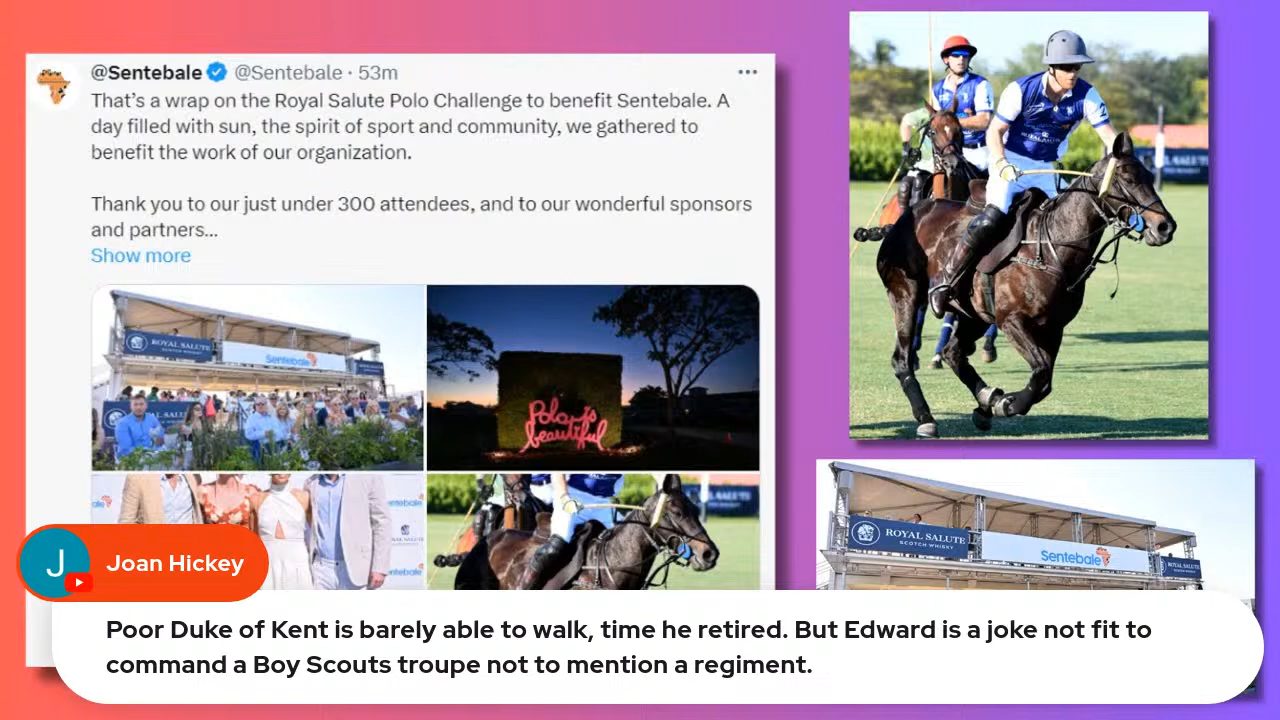 @Sentebale @Sentebale · 53m
That's a wrap on the Royal Salute Polo Challenge to benefit Sentebale. A
day filled with sun, the spirit of sport and community, we gathered to
benefit the work of our organization.
Thank you to our just under 300 attendees, and to our wonderful sponsors
and partners...
Show more
ROYAL SALUTE
SCOTCH WHISKY
Sentebale
Polo is
beautiful
ROYAL SALUTE
SCOTCH WHISKY
Sentebale
ROYAL SALUTE
J
Joan Hickey
Poor Duke of Kent is barely able to walk, time he retired. But Edward is a joke not fit to
command a Boy Scouts troupe not to mention a regiment.